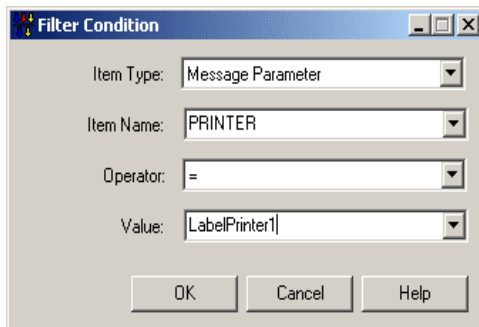 Filter Condition
Item Type: Message Parameter
Item Name: PRINTER
Operator: =
Value: LabelPrinter1
OK Cancel Help